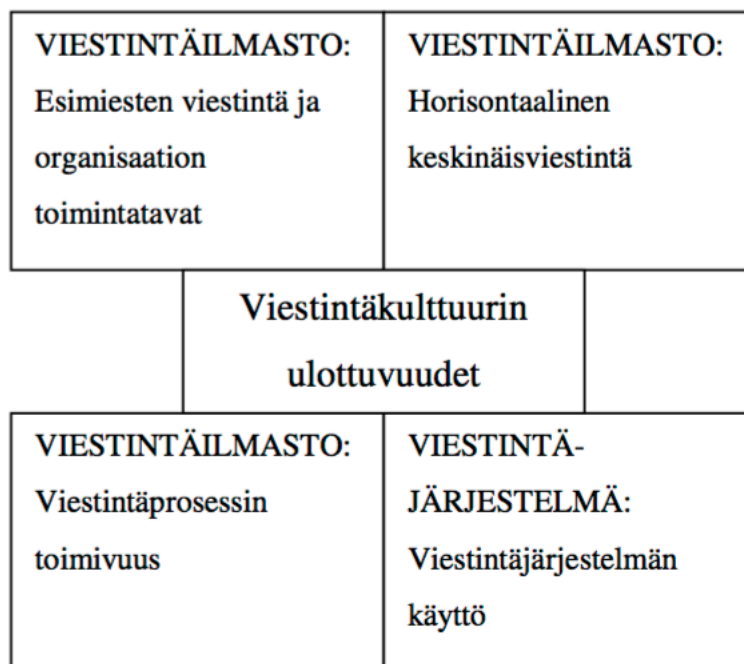 VIESTINTÄILMASTO:
Esimiesten viestintä ja
organisaation
toimintatavat
VIESTINTÄILMASTO:
Horisontaalinen
keskinäisviestintä
Viestintäkulttuurin
ulottuvuudet
VIESTINTÄILMASTO:
Viestintäprosessin
toimivuus
VIESTINTÄ-
JÄRJESTELMÄ:
Viestintäjärjestelmän
käyttö